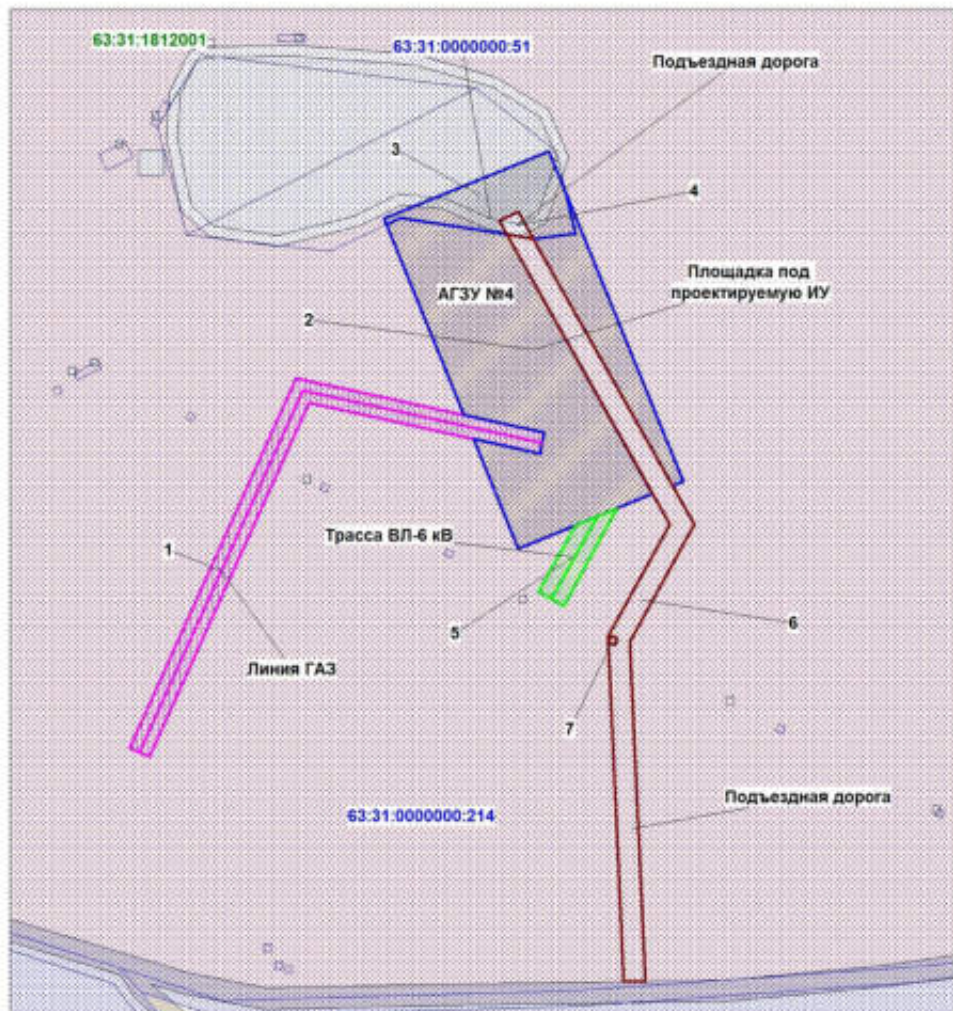 63:31:1812001
63:31:0000000:51
Подъездная дорога
3
4
Площадка под
проектируемую ИУ
АГЗУ №4
2
Трасса ВЛ-6 кВ
1
5
6
Линия ГАЗ
7
Подъездная дорога
63:31:0000000:214